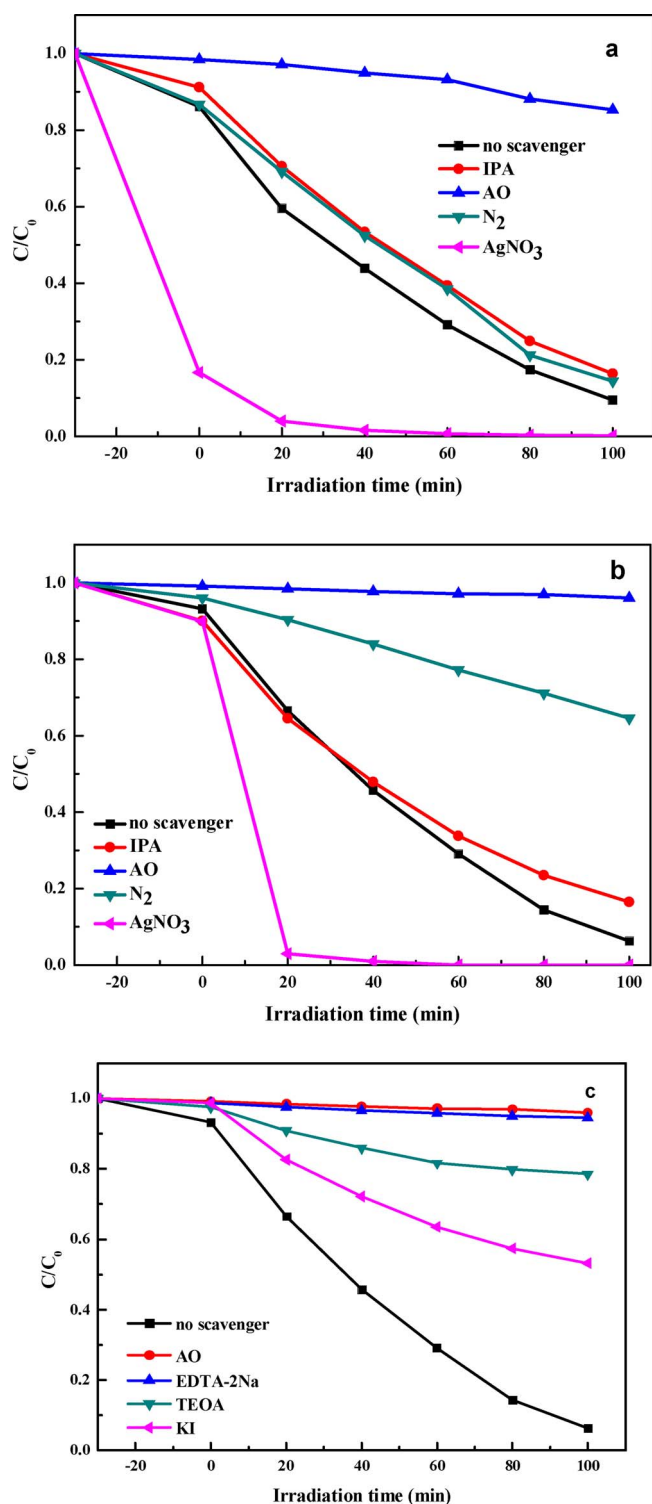 a
1.0
0.8
0.6
0.4
0.2
0.0
C/C0
no scavenger
IPA
AO
N2
AgNO3
-20 0 20 40 60 80 100
Irradiation time (min)
b
1.0
0.8
0.6
0.4
0.2
0.0
C/C0
no scavenger
IPA
AO
N2
AgNO3
-20 0 20 40 60 80 100
Irradiation time (min)
c
1.0
0.8
0.6
0.4
0.2
0.0
C/C0
no scavenger
AO
EDTA-2Na
TEOA
KI
-20 0 20 40 60 80 100
Irradiation time (min)